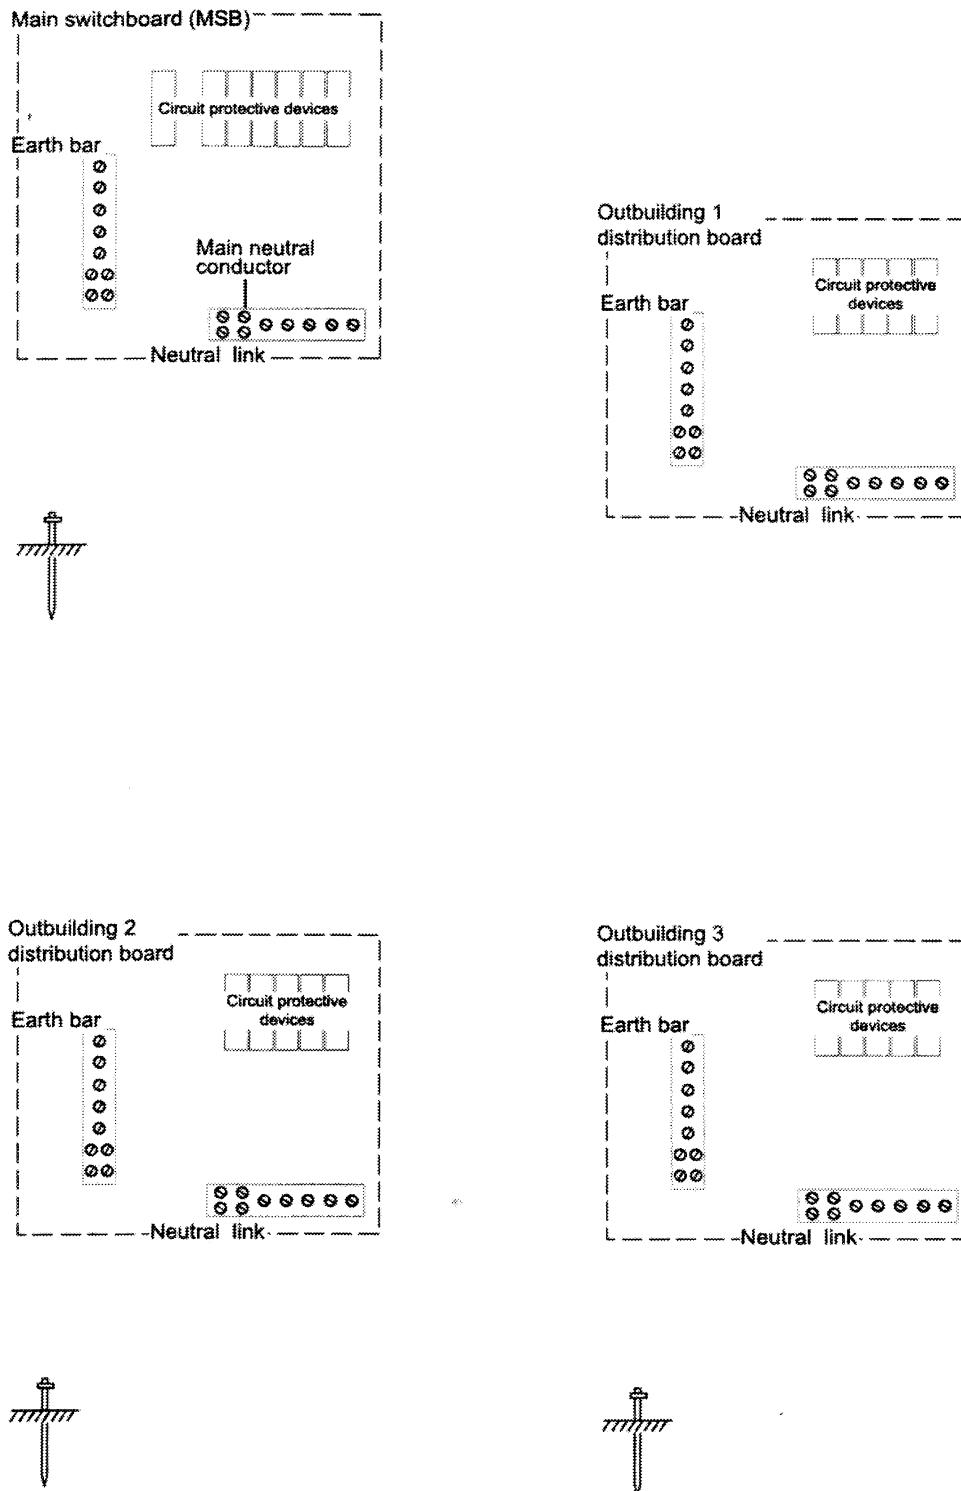 Main switchboard (MSB)
Circuit protective devices
Earth bar
Main neutral
conductor
Neutral link
Outbuilding 1
distribution board
Circuit protective
devices
Earth bar
Neutral link
Outbuilding 2
distribution board
Circuit protective
devices
Earth bar
Neutral link
Outbuilding 3
distribution board
Circuit protective
devices
Earth bar
Neutral link